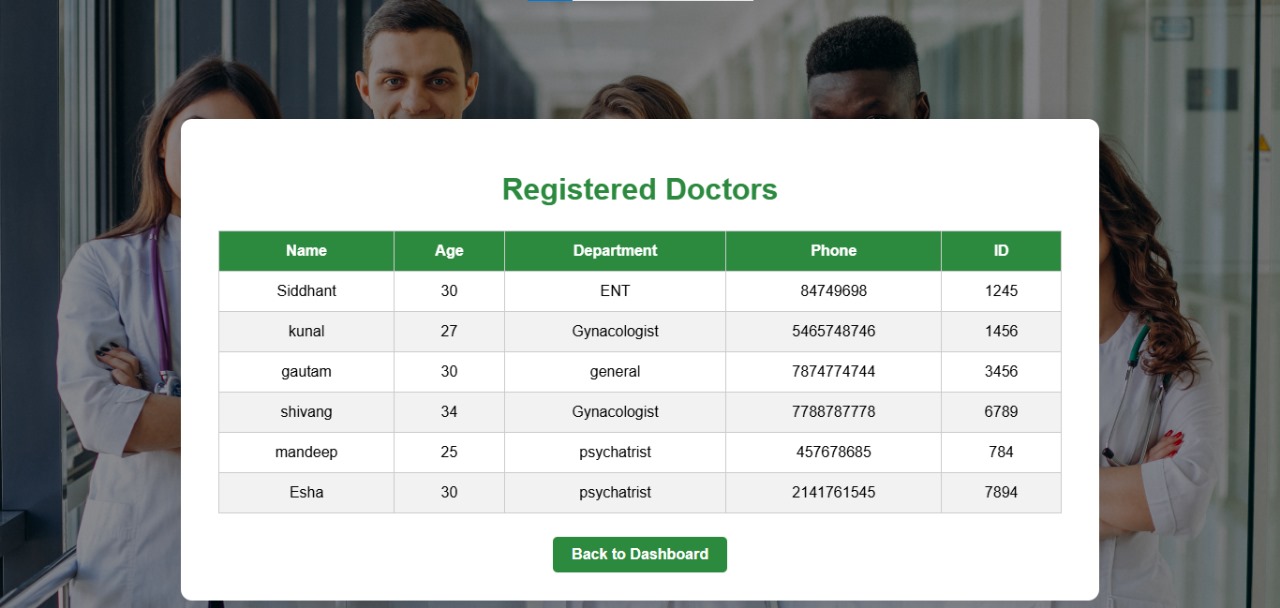 Registered Doctors
Name Age Department Phone ID
Siddhant 30 ENT 84749698 1245
kunal 27 Gynacologist 5465748746 1456
gautam 30 general 7874774744 3456
shivang 34 Gynacologist 7788787778 6789
mandeep 25 psychatrist 457678685 784
Esha 30 psychatrist 2141761545 7894
Back to Dashboard